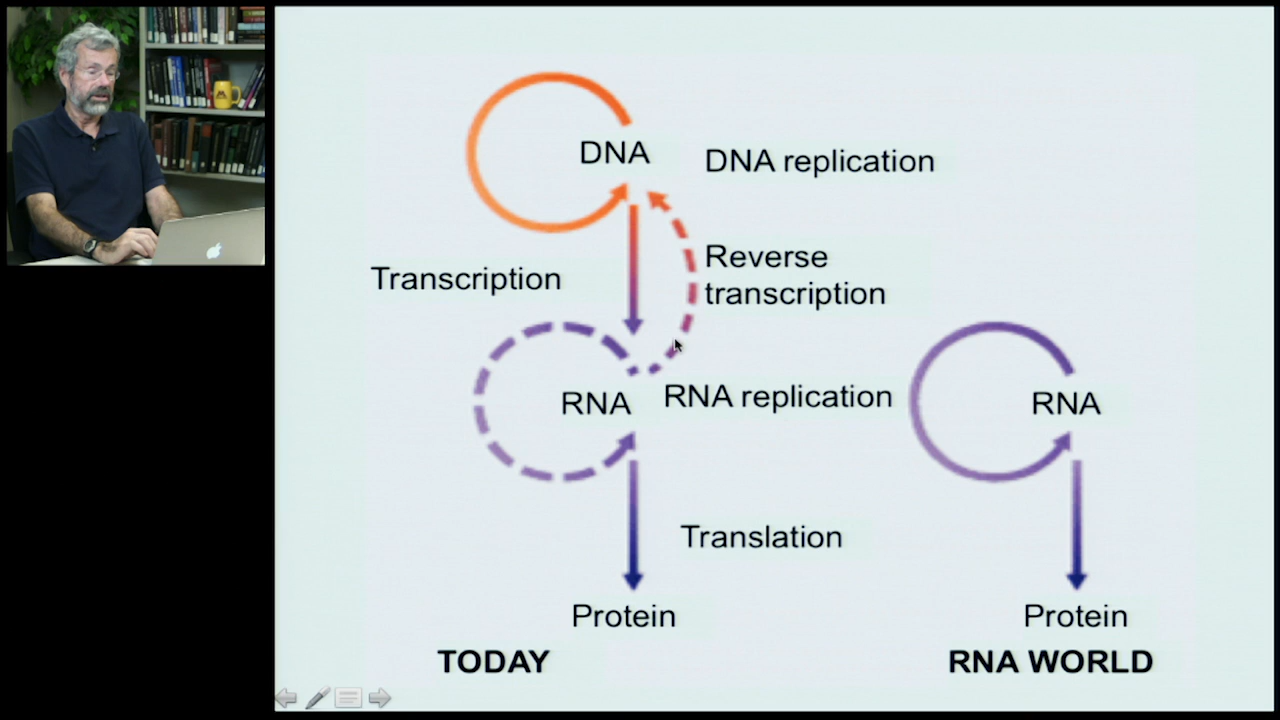 DNA
DNA replication
Reverse
transcription
Transcription
RNA
RNA replication
RNA
Translation
Protein
Protein
TODAY
RNA WORLD